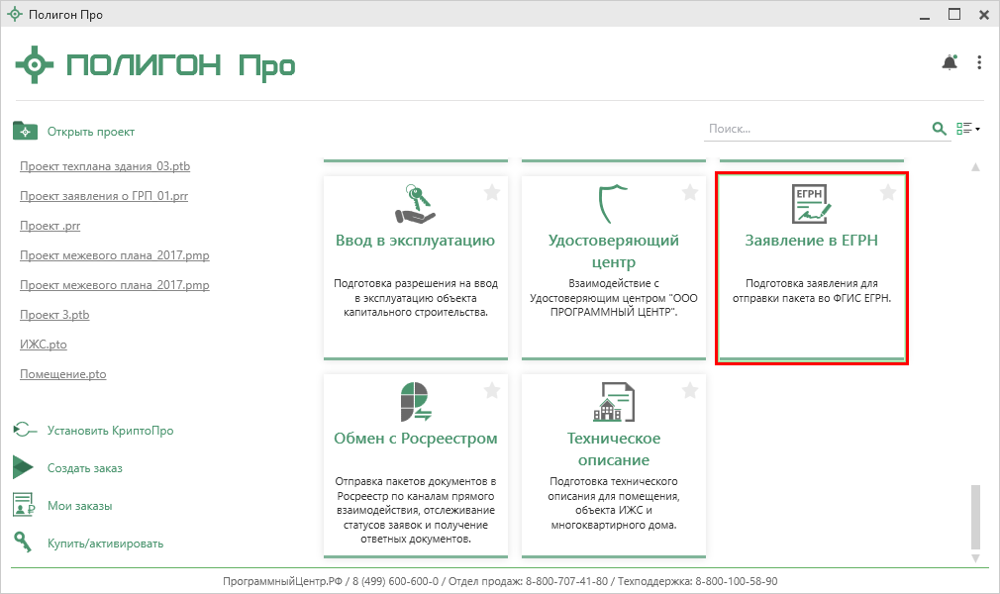 Полигон Про
ПОЛИГОН Про
Открыть проект
Поиск...
Проект техплана здания_03.ptb
Проект заявления о ГРП_01.prr
Проект .prr
Проект межевого плана_2017.pmp
Проект межевого плана_2017.pmp
Проект 3.ptb
ИЖС.pto
Помещение.pto
Установить КриптоПро
Создать заказ
Мои заказы
Купить/активировать
Ввод в эксплуатацию
Подготовка разрешения на ввод
в эксплуатацию объекта
капитального строительства.
Удостоверяющий
центр
Взаимодействие с
Удостоверяющим центром "ООО
ПРОГРАММНЫЙ ЦЕНТР".
ЕГРН
Заявление в ЕГРН
Подготовка заявления для
отправки пакета во ФГИС ЕГРН.
Обмен с Росреестром
Отправка пакетов документов в
Росреестр по каналам прямого
взаимодействия, отслеживание
статусов заявок и получение
ответных документов.
Техническое
описание
Подготовка технического
описания для помещения,
объекта ИЖС и
многоквартирного дома.
ПрограммныйЦентр.РФ / 8 (499) 600-600-0 / Отдел продаж: 8-800-707-41-80 / Техподдержка: 8-800-100-58-90